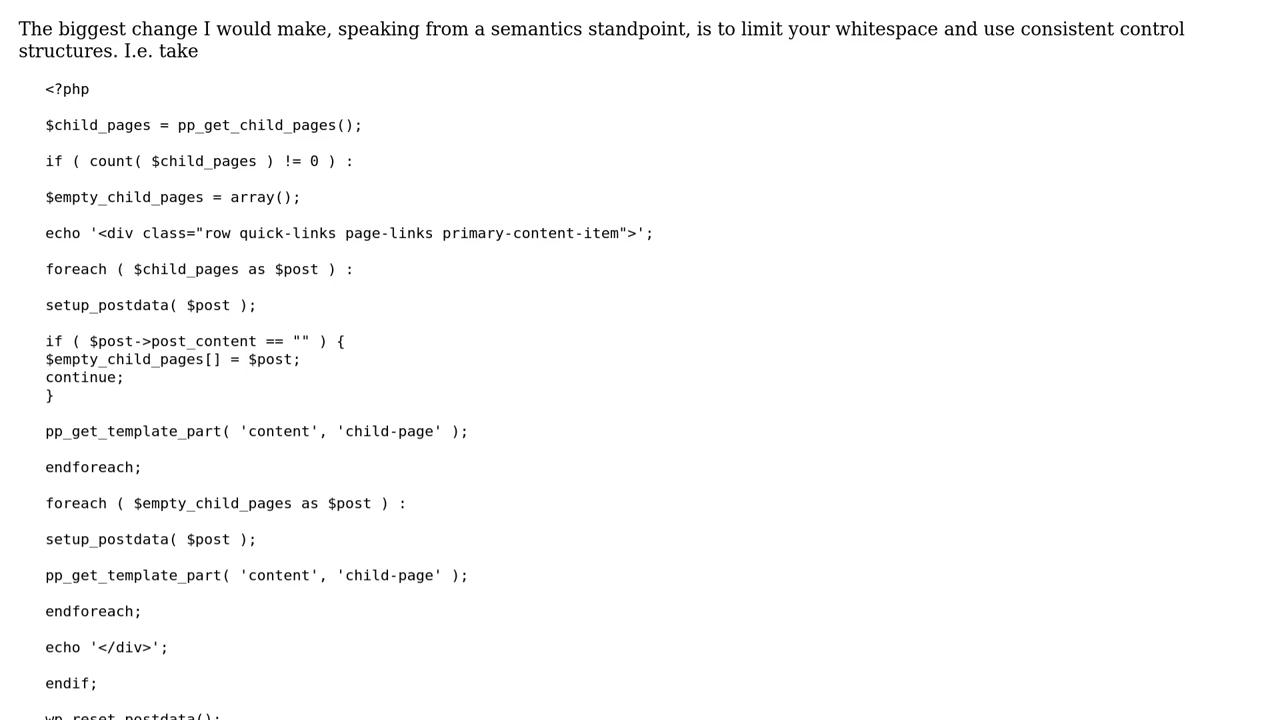 The biggest change I would make, speaking from a semantics standpoint, is to limit your whitespace and use consistent control
structures. I.e. take
<?php
$child_pages = pp_get_child_pages();
if ( count( $child_pages ) != 0 ) :
$empty_child_pages = array();
echo '<div class="row quick-links page-links primary-content-item">';
foreach ( $child_pages as $post ) :
setup_postdata( $post );
if ( $post->post_content == "" ) {
$empty_child_pages[] = $post;
continue;
}
pp_get_template_part( 'content', 'child-page' );
endforeach;
foreach ( $empty_child_pages as $post ) :
setup_postdata( $post );
pp_get_template_part( 'content', 'child-page' );
endforeach;
echo '</div>';
endif;
wp_reset_postdata();